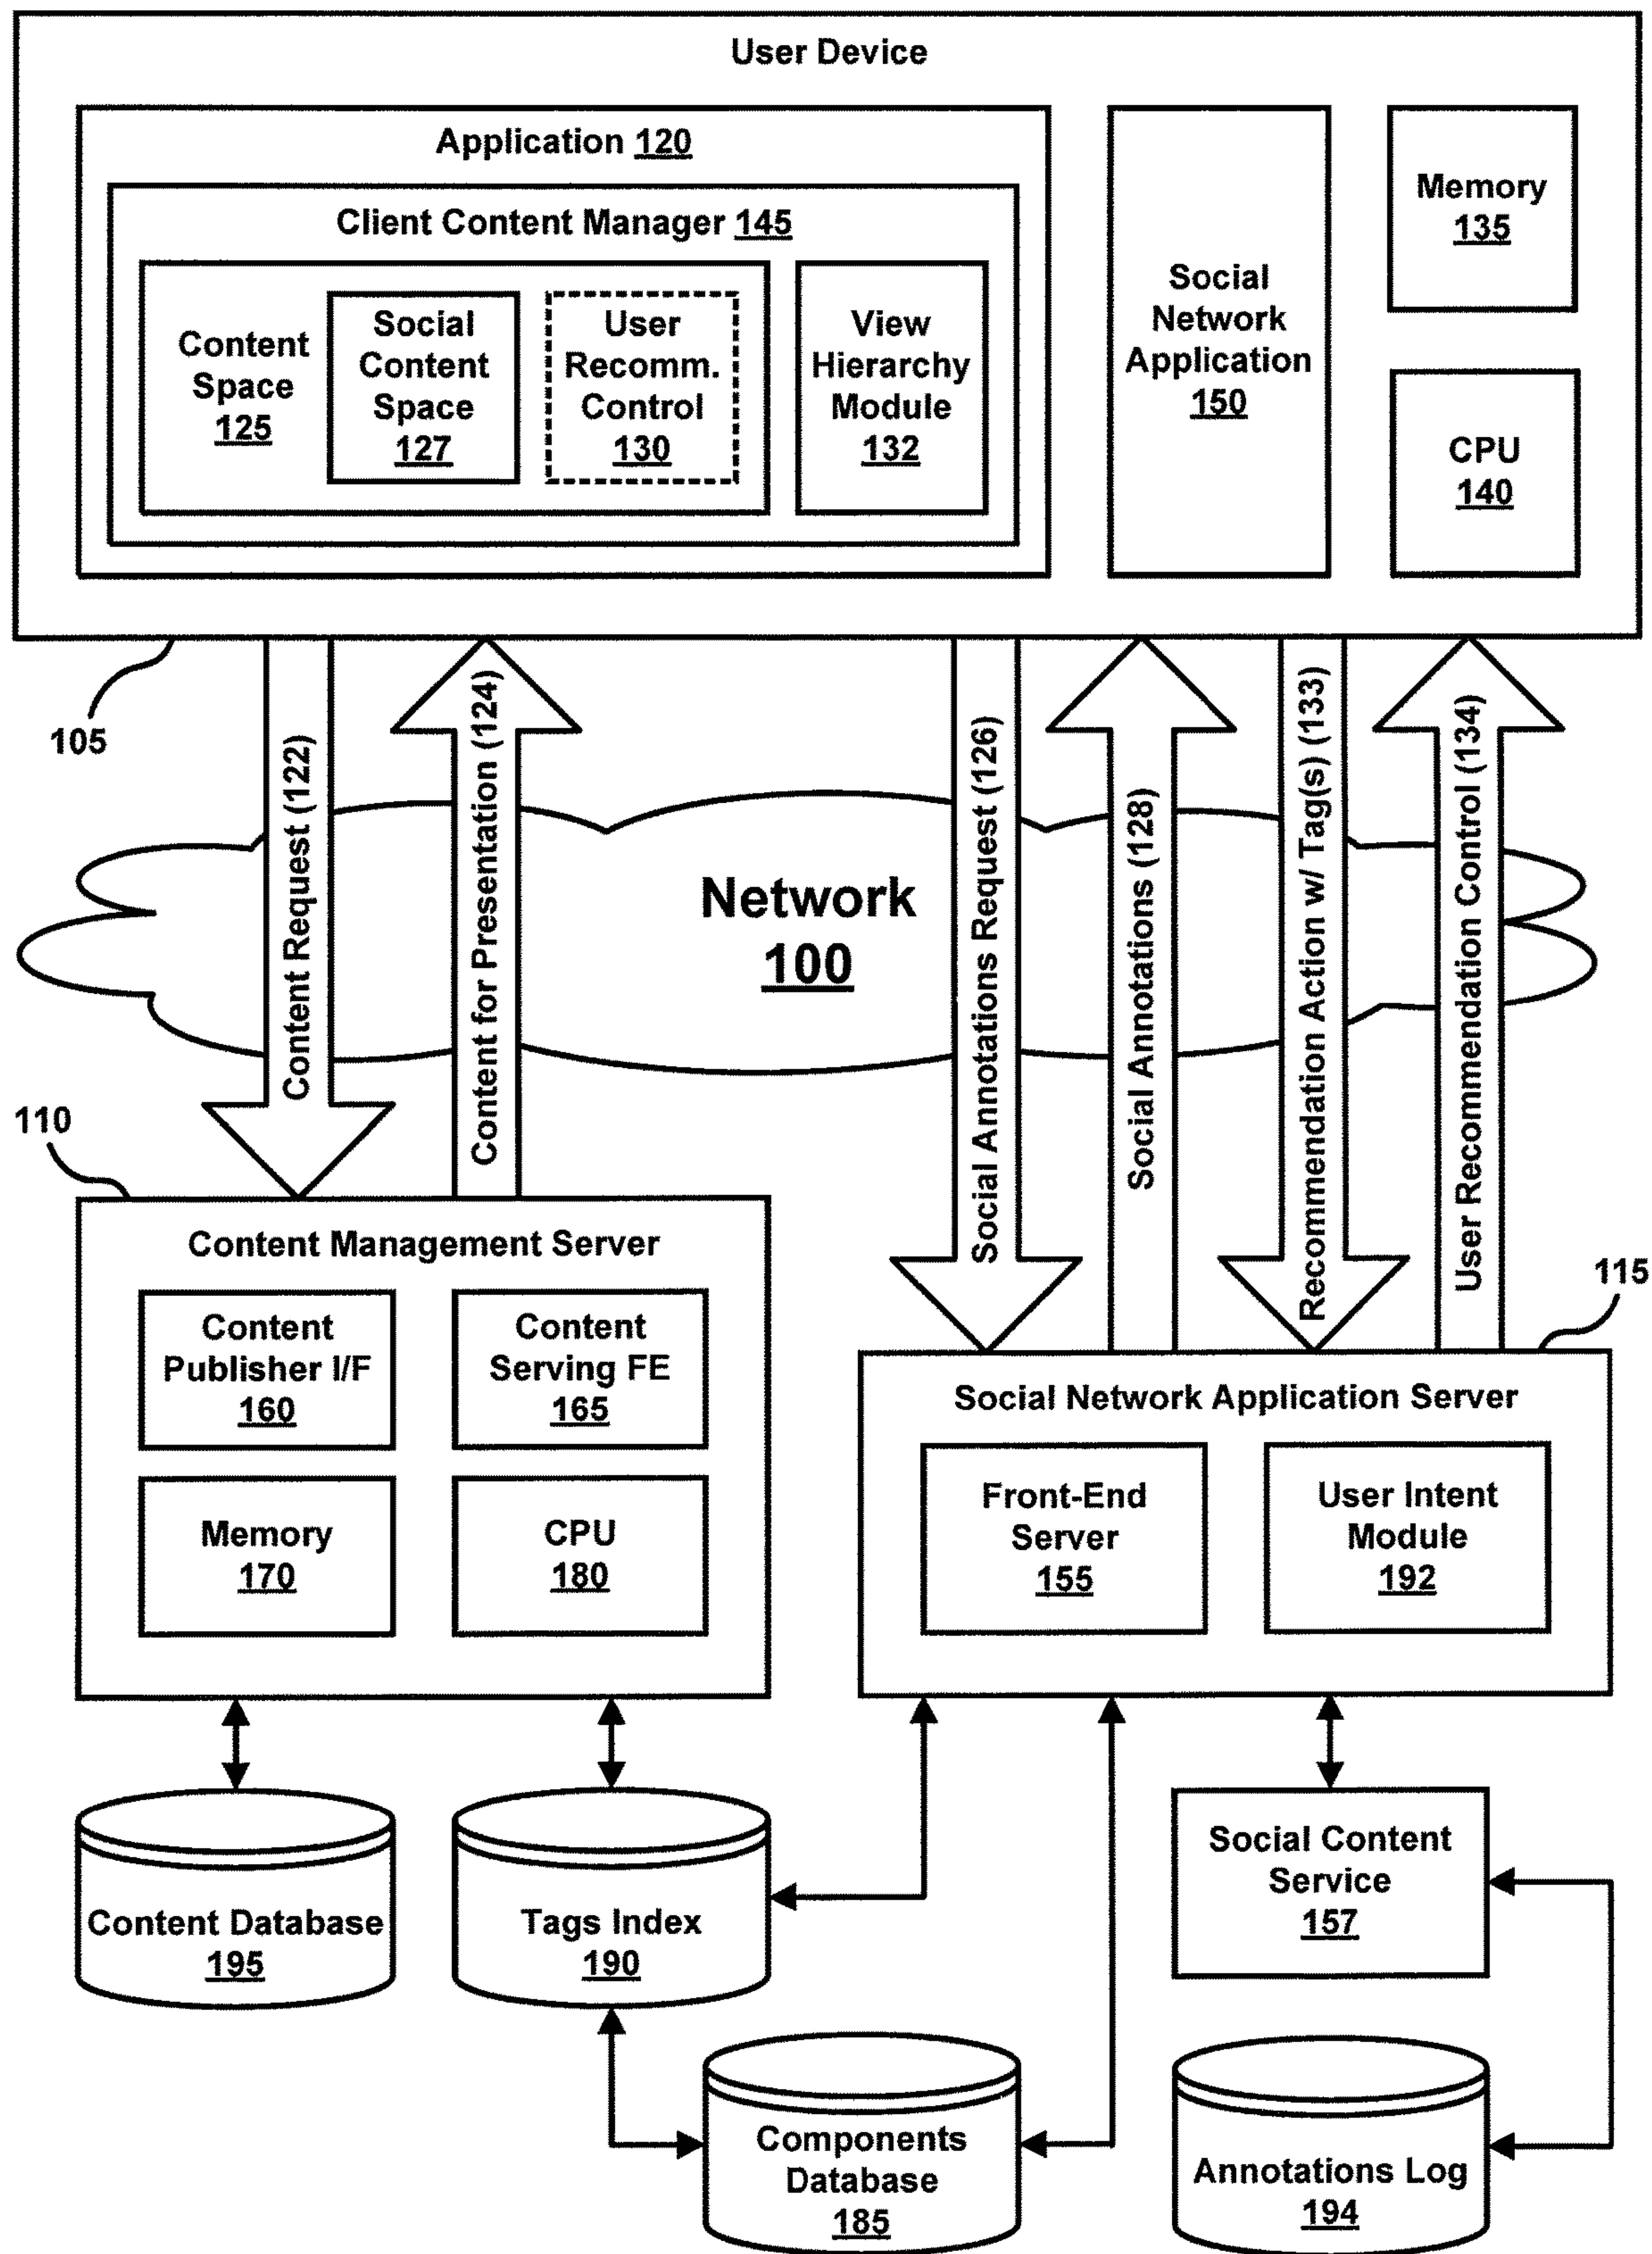 User Device
Application 120
Client Content Manager 145
Content
Space
125
Social
Content
Space
127
User
Recomm.
Control
130
View
Hierarchy
Module
132
Social
Network
Application
150
Memory
135
CPU
140
105
Content Request (122)
Content for Presentation (124)
Social Annotations Request (126)
Social Annotations (128)
Recommendation Action w/ Tag(s) (133)
User Recommendation Control (134)
Network
100
110
Content Management Server
Content
Publisher I/F
160
Content
Serving FE
165
Memory
170
CPU
180
115
Social Network Application Server
Front-End
Server
155
User Intent
Module
192
Content Database
195
Tags Index
190
Social Content
Service
157
Components
Database
185
Annotations Log
194